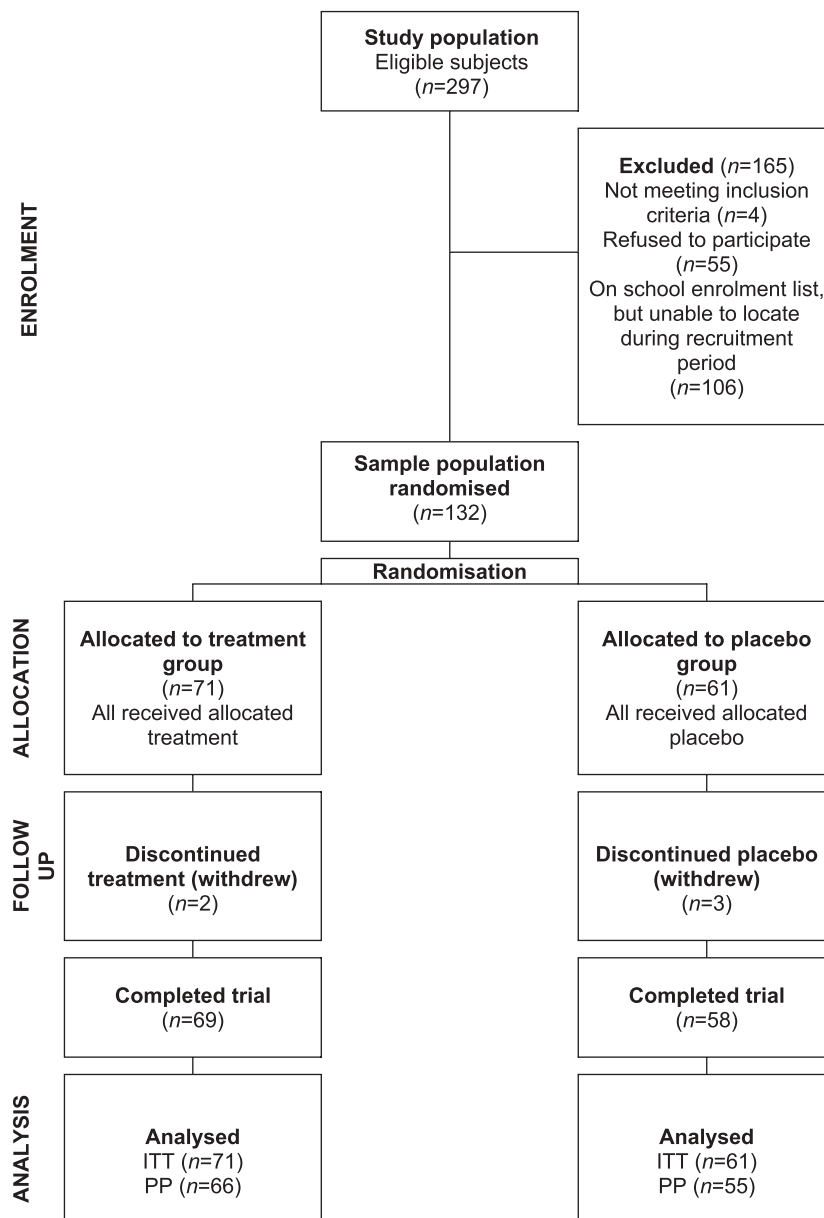 Study population
Eligible subjects
(n=297)
ENROLMENT
Excluded (n=165)
Not meeting inclusion
criteria (n=4)
Refused to participate
(n=55)
On school enrolment list,
but unable to locate
during recruitment
period
(n=106)
Sample population
randomised
(n=132)
Randomisation
ALLOCATION
Allocated to treatment
group
(n=71)
All received allocated
treatment
Allocated to placebo
group
(n=61)
All received allocated
placebo
FOLLOW
UP
Discontinued
treatment (withdrew)
(n=2)
Discontinued placebo
(withdrew)
(n=3)
Completed trial
(n=69)
Completed trial
(n=58)
ANALYSIS
Analysed
ITT (n=71)
PP (n=66)
Analysed
ITT (n=61)
PP (n=55)